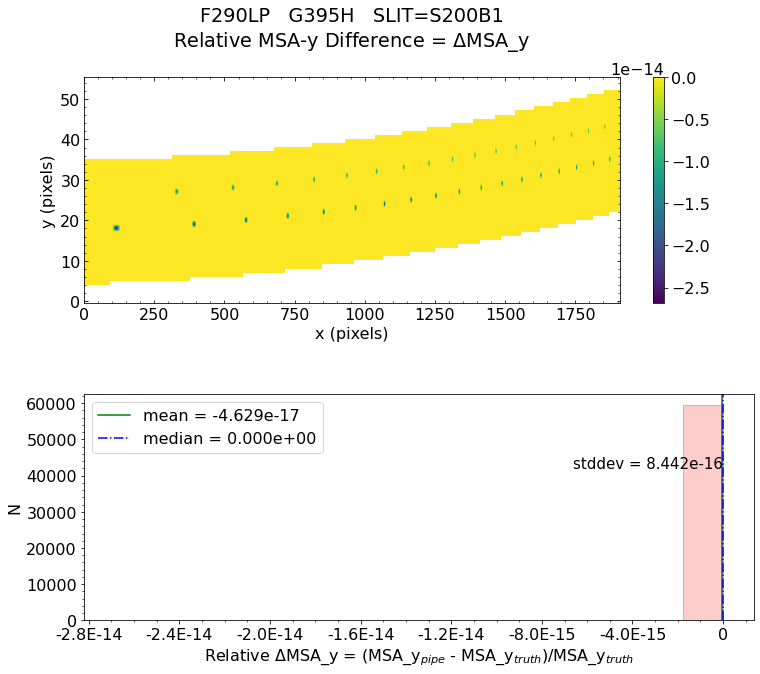 F290LP   G395H   SLIT=S200B1
Relative MSA-y Difference = ΔMSA_y
1e−14
y (pixels)
50
40
30
20
10
0
0 250 500 750 1000 1250 1500 1750
x (pixels)
0.0
−0.5
−1.0
−1.5
−2.0
−2.5
mean = -4.629e-17
median = 0.000e+00
stddev = 8.442e-16
N
60000
50000
40000
30000
20000
10000
0
-2.8E-14 -2.4E-14 -2.0E-14 -1.6E-14 -1.2E-14 -8.0E-15 -4.0E-15 0
Relative ΔMSA_y = (MSA_y_pipe - MSA_y_truth)/MSA_y_truth